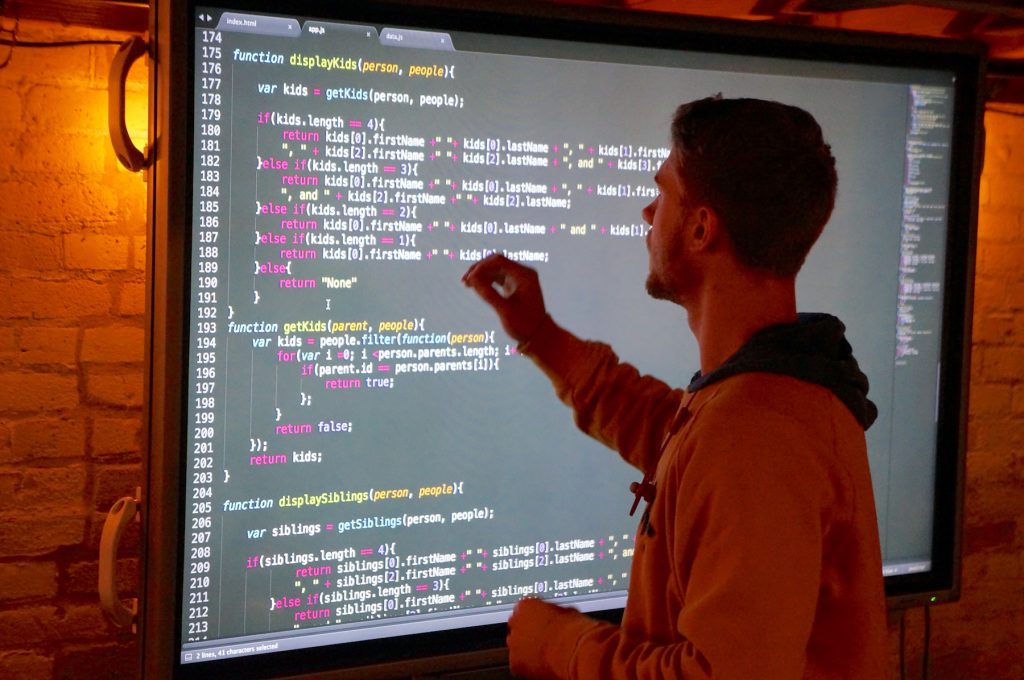 index.html app.js data.js
174
175 function displayKids(person, people){
176
177 var kids = getKids(person, people);
178
179 if(kids.length == 4){
180 return kids[0].firstName +" "+ kids[0].lastName + ", " + kids[1].firstN
181 ", " + kids[2].firstName +" "+ kids[2].lastName + ", and " + kids[3].f
182 }else if(kids.length == 3){
183 return kids[0].firstName +" "+ kids[0].lastName + ", " + kids[1].firs
184 ", and " + kids[2].firstName +" "+ kids[2].lastName;
185 }else if(kids.length == 2){
186 return kids[0].firstName +" "+ kids[0].lastName + " and " + kids[1].
187 }else if(kids.length == 1){
188 return kids[0].firstName +" "+ kids[0].lastName;
189 }else{
190 return "None"
191 }
192 }
193 function getKids(parent, people){
194 var kids = people.filter(function(person){
195 for(var i =0; i <person.parents.length; i+
196 if(parent.id == person.parents[i]){
197 return true;
198 };
199 }
200 return false;
201 });
202 return kids;
203 }
204
205 function displaySiblings(person, people){
206
207 var siblings = getSiblings(person, people);
208
209 if(siblings.length == 4){
210 return siblings[0].firstName +" "+ siblings[0].lastName + ", "
211 ", " + siblings[2].firstName +" "+ siblings[2].lastName + ", and
212 }else if(siblings.length == 3){
213 return siblings[0].firstName +" "+ siblings[0].lastName + ", "
2 lines, 41 characters selected